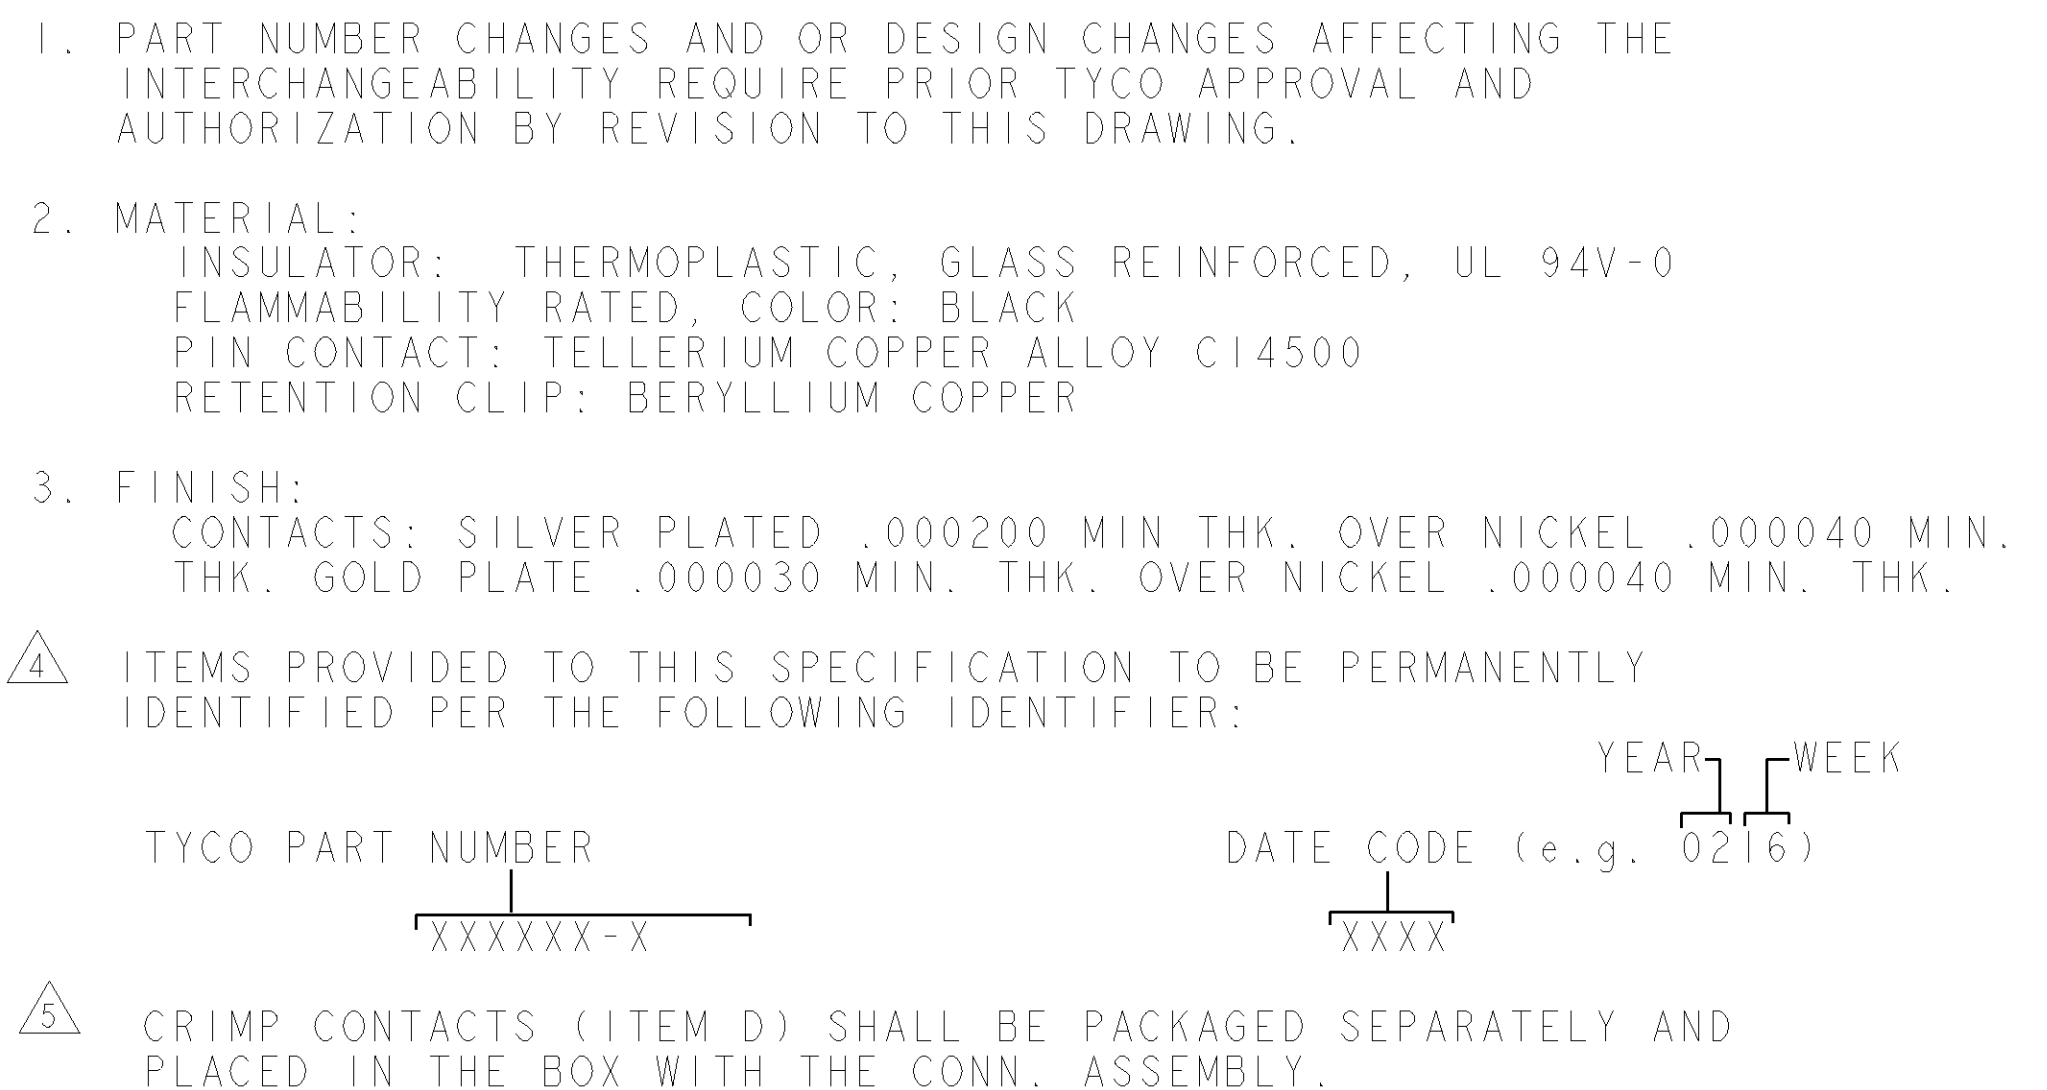 1. PART NUMBER CHANGES AND OR DESIGN CHANGES AFFECTING THE
INTERCHANGEABILITY REQUIRE PRIOR TYCO APPROVAL AND
AUTHORIZATION BY REVISION TO THIS DRAWING.
2. MATERIAL:
INSULATOR: THERMOPLASTIC, GLASS REINFORCED, UL 94V-0
FLAMMABILITY RATED, COLOR: BLACK
PIN CONTACT: TELLERIUM COPPER ALLOY C14500
RETENTION CLIP: BERYLLIUM COPPER
3. FINISH:
CONTACTS: SILVER PLATED .000200 MIN THK. OVER NICKEL .000040 MIN.
THK. GOLD PLATE .000030 MIN. THK. OVER NICKEL .000040 MIN. THK.
4 ITEMS PROVIDED TO THIS SPECIFICATION TO BE PERMANENTLY
IDENTIFIED PER THE FOLLOWING IDENTIFIER:
YEAR WEEK
TYCO PART NUMBER DATE CODE (e.g. 0216)
XXXXXX-X XXXX
5 CRIMP CONTACTS (ITEM D) SHALL BE PACKAGED SEPARATELY AND
PLACED IN THE BOX WITH THE CONN. ASSEMBLY.